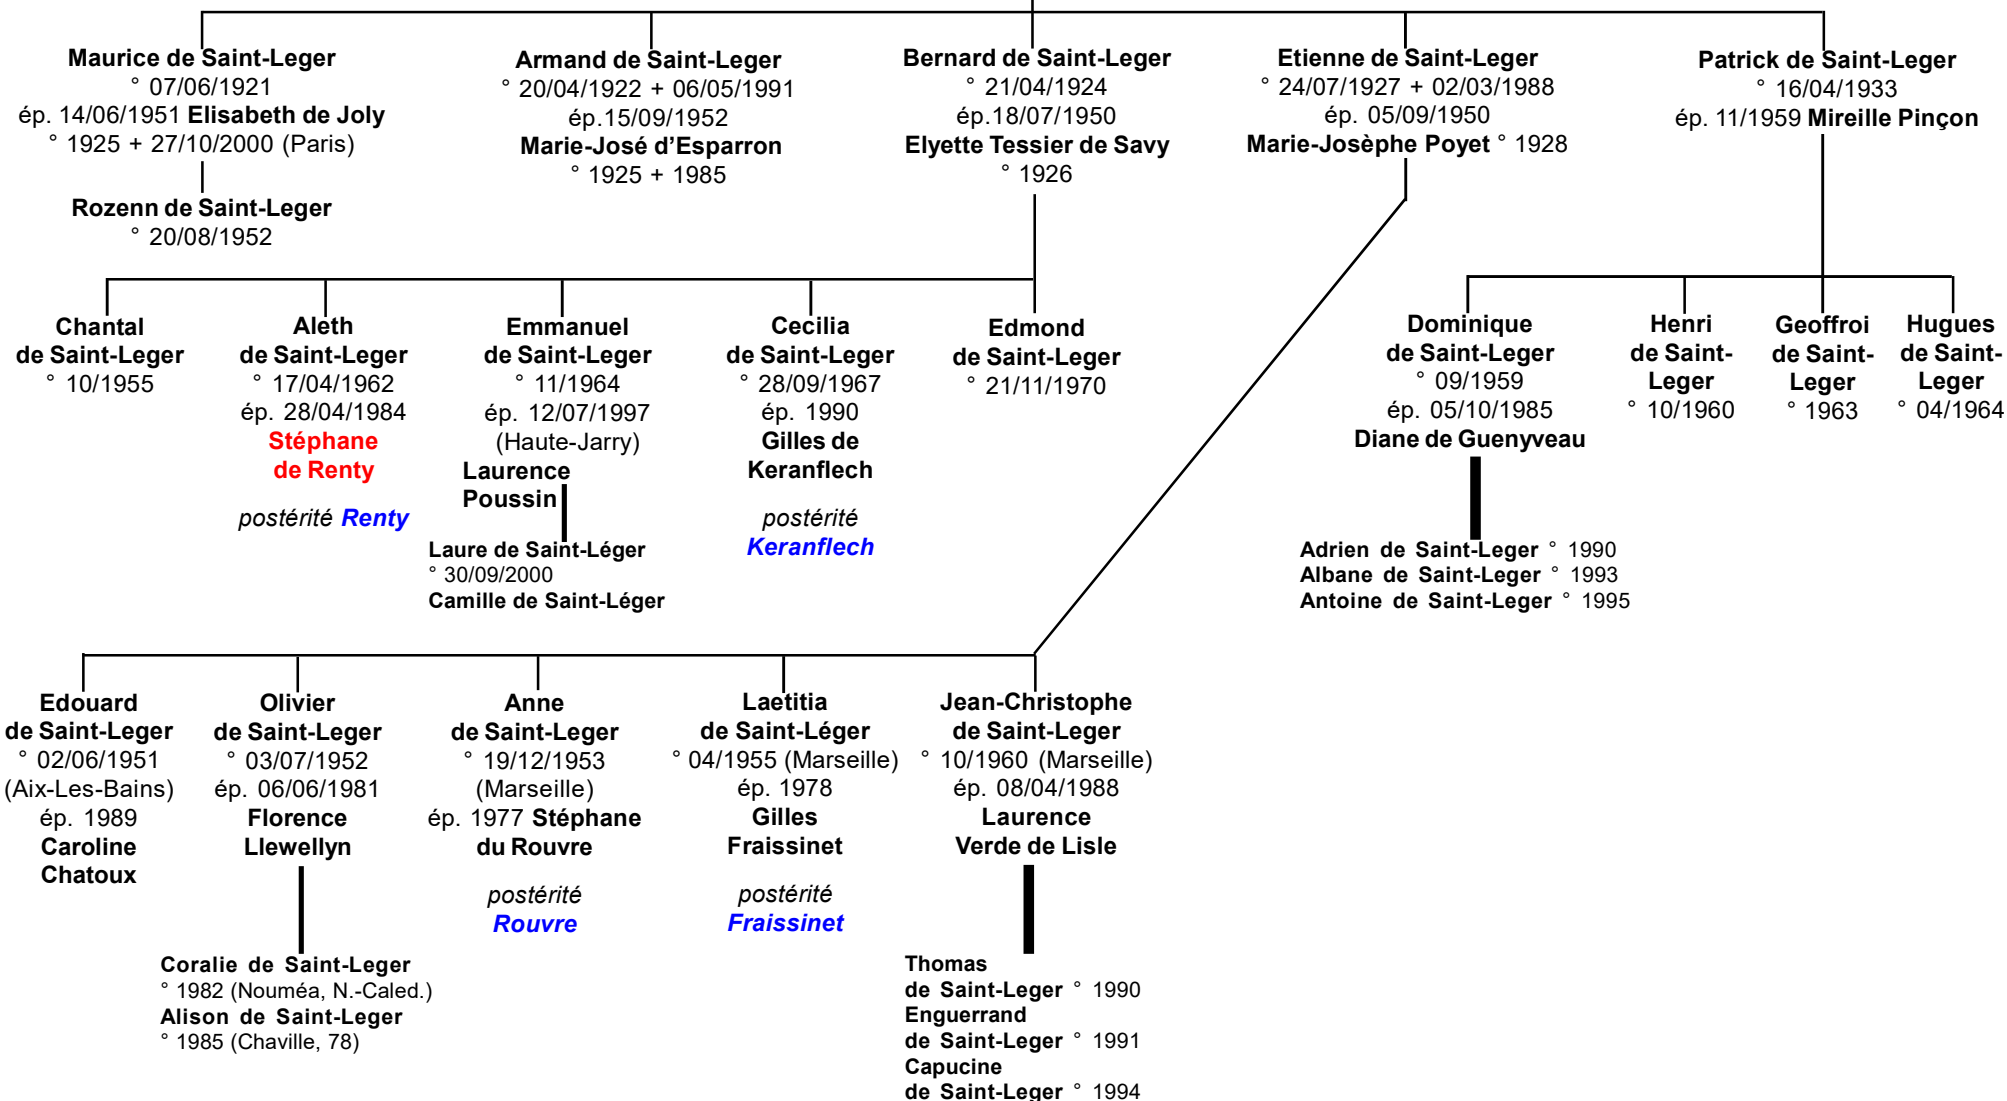 Maurice de Saint-Leger
° 07/06/1921
ép. 14/06/1951 Elisabeth de Joly
° 1925 + 27/10/2000 (Paris)
Rozenn de Saint-Leger
° 20/08/1952
Armand de Saint-Leger
° 20/04/1922 + 06/05/1991
ép.15/09/1952
Marie-José d’Esparron
° 1925 + 1985
Bernard de Saint-Leger
° 21/04/1924
ép.18/07/1950
Elyette Tessier de Savy
° 1926
Etienne de Saint-Leger
° 24/07/1927 + 02/03/1988
ép. 05/09/1950
Marie-Josèphe Poyet ° 1928
Patrick de Saint-Leger
° 16/04/1933
ép. 11/1959 Mireille Pinçon
Chantal
de Saint-Leger
° 10/1955
Aleth
de Saint-Leger
° 17/04/1962
ép. 28/04/1984
Stéphane
de Renty
postérité Renty
Emmanuel
de Saint-Leger
° 11/1964
ép. 12/07/1997
(Haute-Jarry)
Laurence
Poussin
Laure de Saint-Léger
° 30/09/2000
Camille de Saint-Léger
Cecilia
de Saint-Leger
° 28/09/1967
ép. 1990
Gilles de
Keranflech
postérité
Keranflech
Edmond
de Saint-Leger
° 21/11/1970
Dominique
de Saint-Leger
° 09/1959
ép. 05/10/1985
Diane de Guenyveau
Adrien de Saint-Leger ° 1990
Albane de Saint-Leger ° 1993
Antoine de Saint-Leger ° 1995
Henri
de Saint-
Leger
° 10/1960
Geoffroi
de Saint-
Leger
° 1963
Hugues
de Saint-
Leger
° 04/1964
Edouard
de Saint-Leger
° 02/06/1951
(Aix-Les-Bains)
ép. 1989
Caroline
Chatoux
Olivier
de Saint-Leger
° 03/07/1952
ép. 06/06/1981
Florence
Llewellyn
Coralie de Saint-Leger
° 1982 (Nouméa, N.-Caled.)
Alison de Saint-Leger
° 1985 (Chaville, 78)
Anne
de Saint-Leger
° 19/12/1953
(Marseille)
ép. 1977 Stéphane
du Rouvre
postérité
Rouvre
Laetitia
de Saint-Léger
° 04/1955 (Marseille)
ép. 1978
Gilles
Fraissinet
postérité
Fraissinet
Jean-Christophe
de Saint-Leger
° 10/1960 (Marseille)
ép. 08/04/1988
Laurence
Verde de Lisle
Thomas
de Saint-Leger ° 1990
Enguerrand
de Saint-Leger ° 1991
Capucine
de Saint-Leger ° 1994